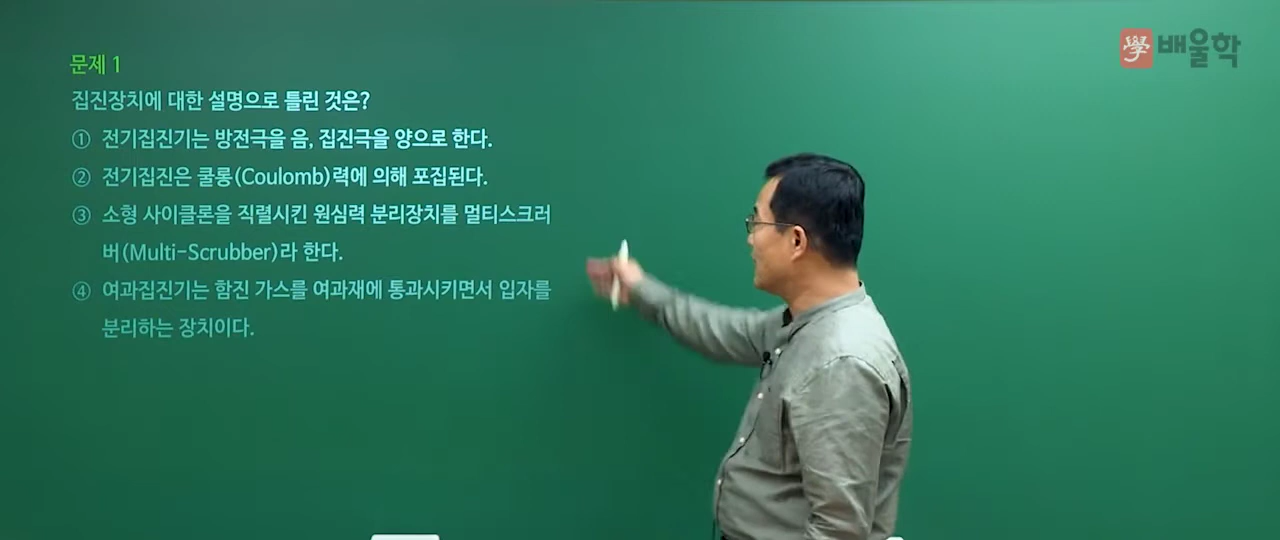 문제 1
집진장치에 대한 설명으로 틀린 것은?
① 전기집진기는 방전극을 음, 집진극을 양으로 한다.
② 전기집진은 쿨롱(Coulomb)력에 의해 포집된다.
③ 소형 사이클론을 직렬시킨 원심력 분리장치를 멀티스크러
버(Multi-Scrubber)라 한다.
④ 여과집진기는 함진 가스를 여과재에 통과시키면서 입자를
분리하는 장치이다.
學 배울학